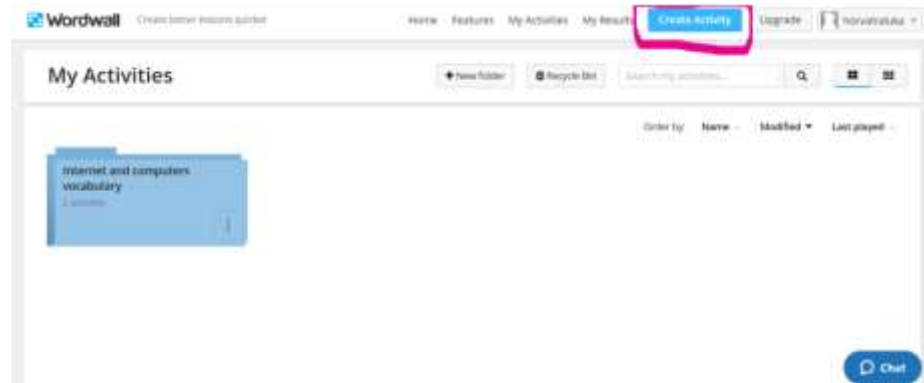 Wordwall Create better lessons quicker
Home Features My Activities My Results Create Activity Upgrade
My Activities
New folder Recycle Bin Search my activities...
Order by Name Modified Last played
Internet and computers
vocabulary
Chat